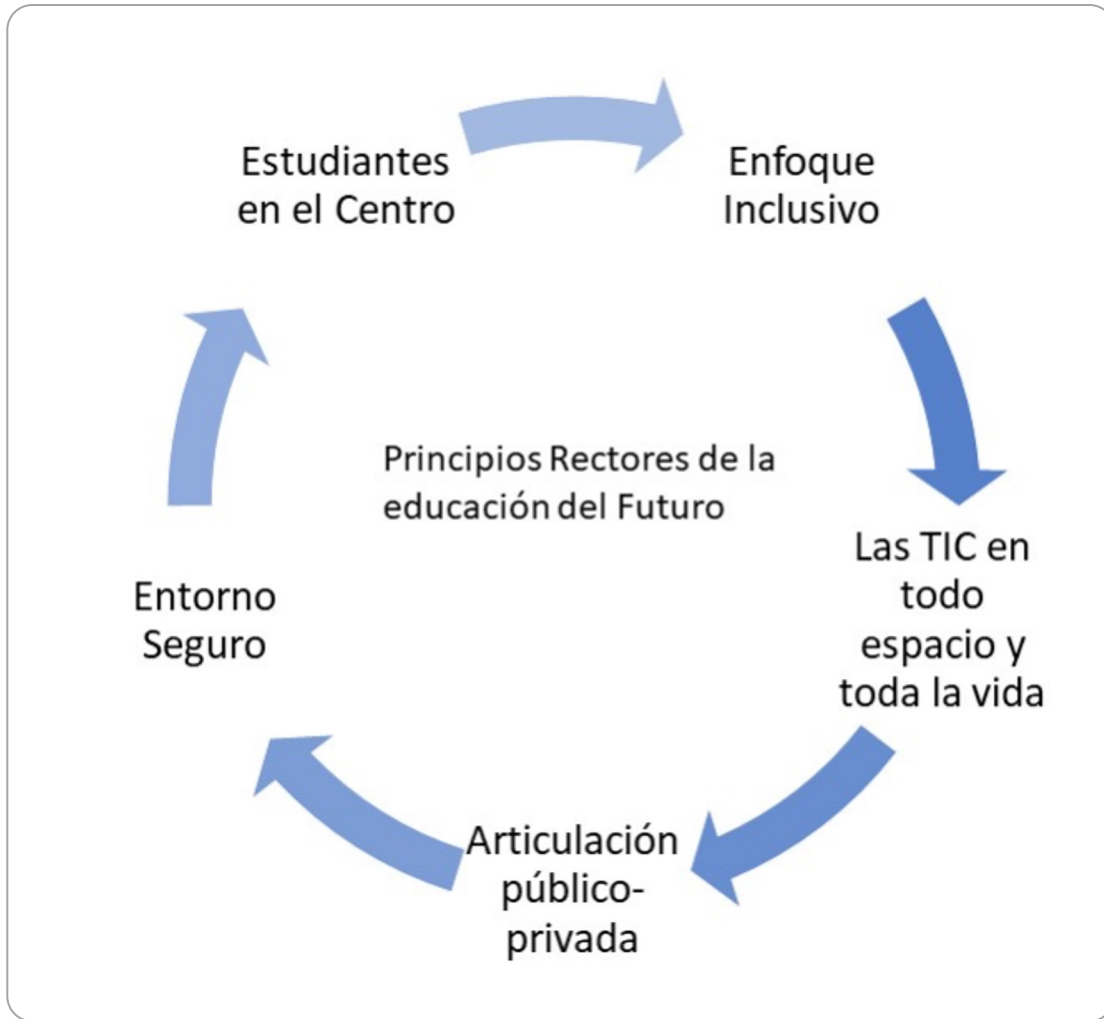 Estudiantes
en el Centro
Enfoque
Inclusivo
Principios Rectores de la
educación del Futuro
Las TIC en
todo
espacio y
toda la vida
Entorno
Seguro
Articulación
público-
privada